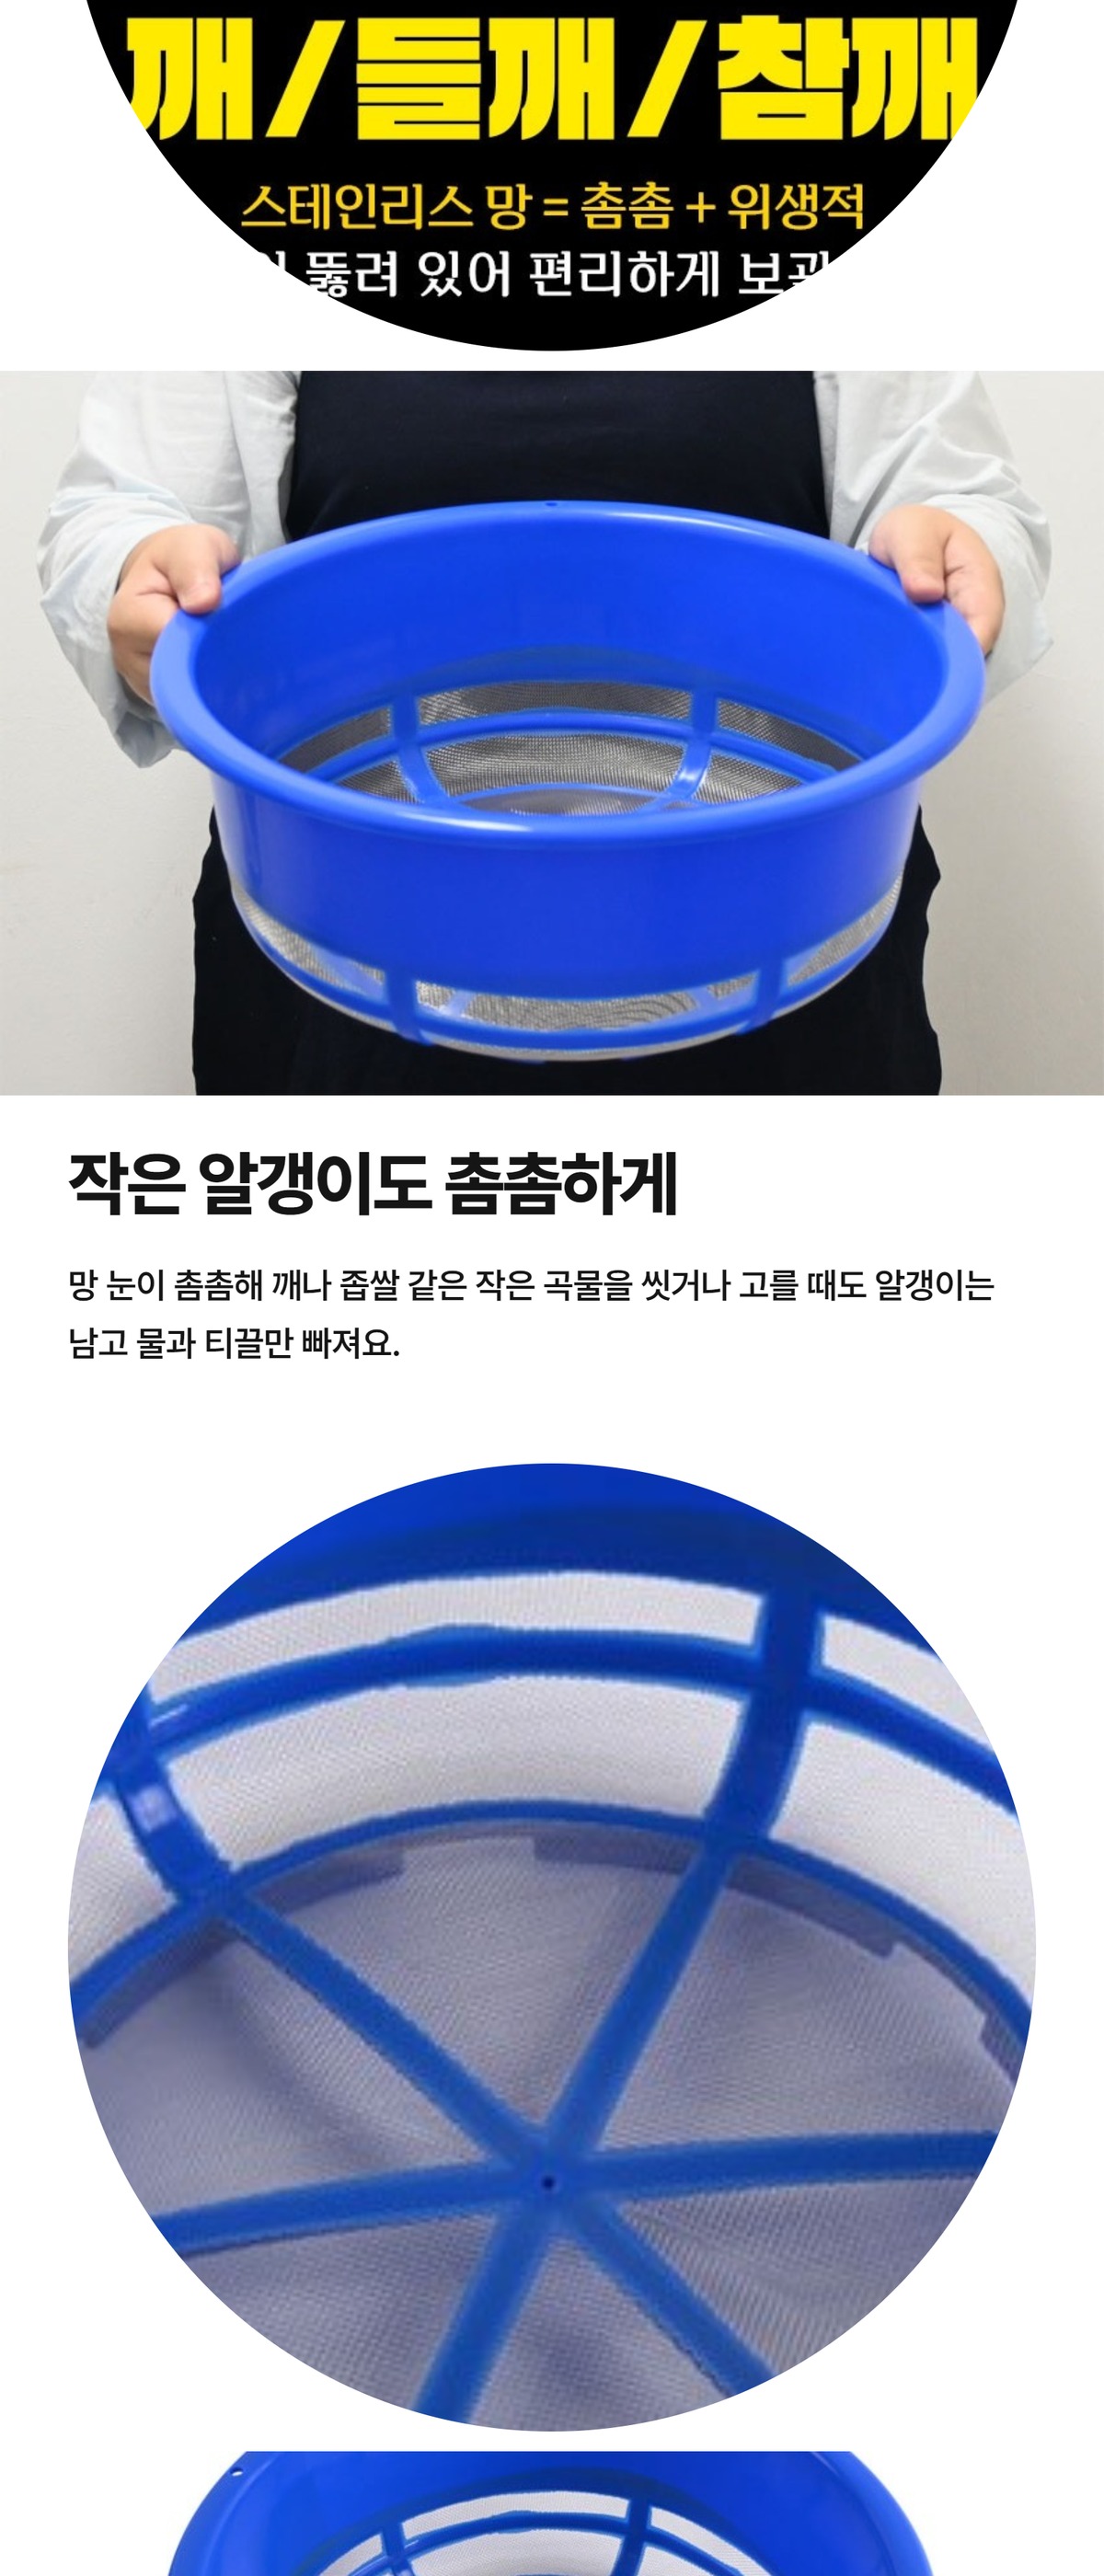 깨/들깨/참깨
스테인리스 망 = 촘촘 + 위생적
뚫려 있어 편리하게
작은 알갱이도 촘촘하게
망 눈이 촘촘해 깨나 좁쌀 같은 작은 곡물을 씻거나 고를 때도 알갱이는
남고 물과 티끌만 빠져요.